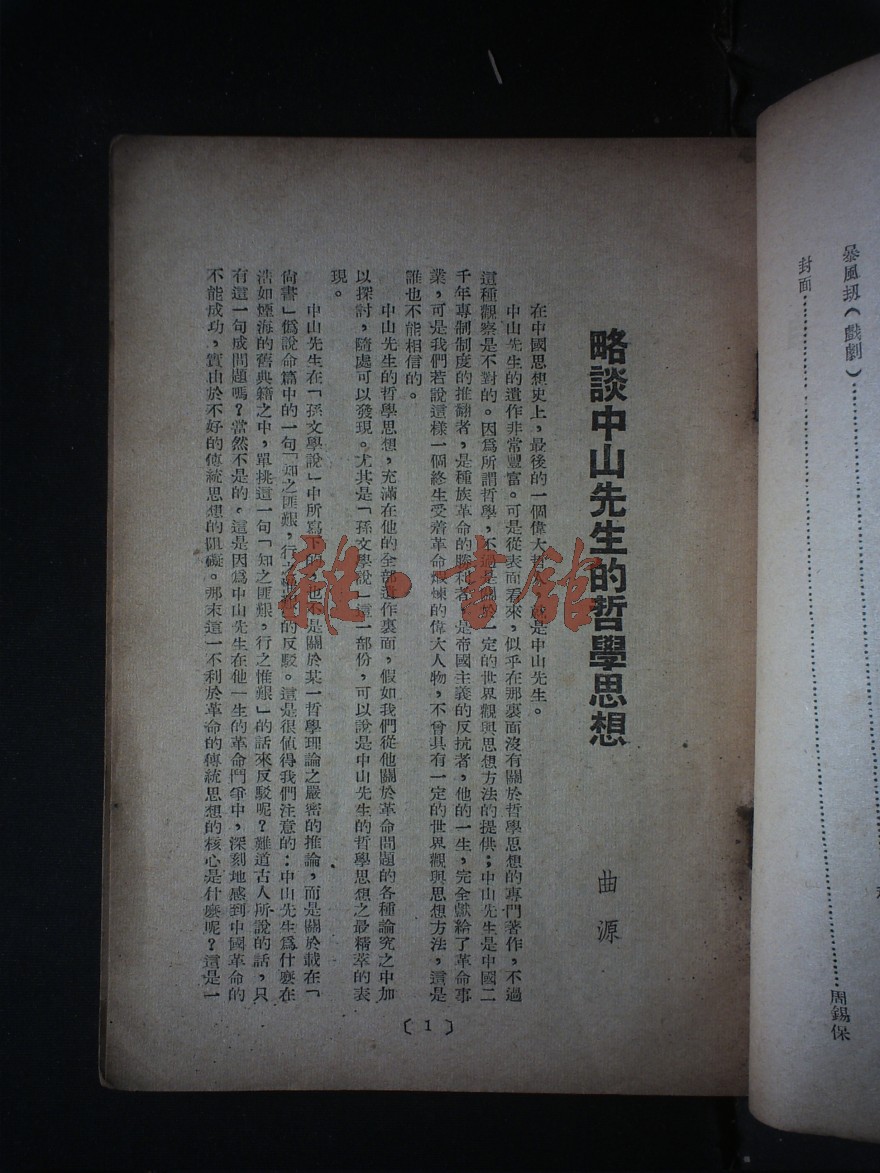 暴風刼（戲劇）……………………………………………周錫保
封面……………………………………………
略談中山先生的哲學思想
曲源
在中國思想史上，最後的一個偉大哲人，就是中山先生。
中山先生的遺作非常豐富。可是從表面看來，似乎在那裏面沒有關於哲學思想的專門著作，不過
這種觀察是不對的。因爲所謂哲學，不過是關於一定的世界觀與思想方法的提供；中山先生是中國二
千年專制制度的推翻者，是種族革命的勝利者，是帝國主義的反抗者，他的一生，完全獻給了革命事
業，可是我們若說這樣一個終生受着革命煅煉的偉大人物，不曾具有一定的世界觀與思想方法，這是
誰也不能相信的。
中山先生的哲學思想，充滿在他的全部遺作裏面，假如我們從他關於革命問題的各種論究之中加
以探討，隨處可以發現。尤其是「孫文學說」這一部份，可以說是中山先生的哲學思想之最精萃的表
現。
中山先生在「孫文學說」中所寫下的，也不是關於某一哲學理論之嚴密的推論，而是關於載在「
尙書」僞說命篇中的一句「知之匪艱，行之惟艱」的反駁。這是很値得我們注意的：中山先生爲什麼在
浩如煙海的舊典籍之中，單挑這一句「知之匪艱，行之惟艱」的話來反駁呢？難道古人所說的話，只
有這一句成問題嗎？當然不是的。這是因爲中山先生在他一生的革命鬥爭中，深刻地感到中國革命的
不能成功，實由於不好的傳統思想的阻礙。那末這一不利於革命的傳統思想的核心是什麼呢？這是一
〔1〕
雜·書館